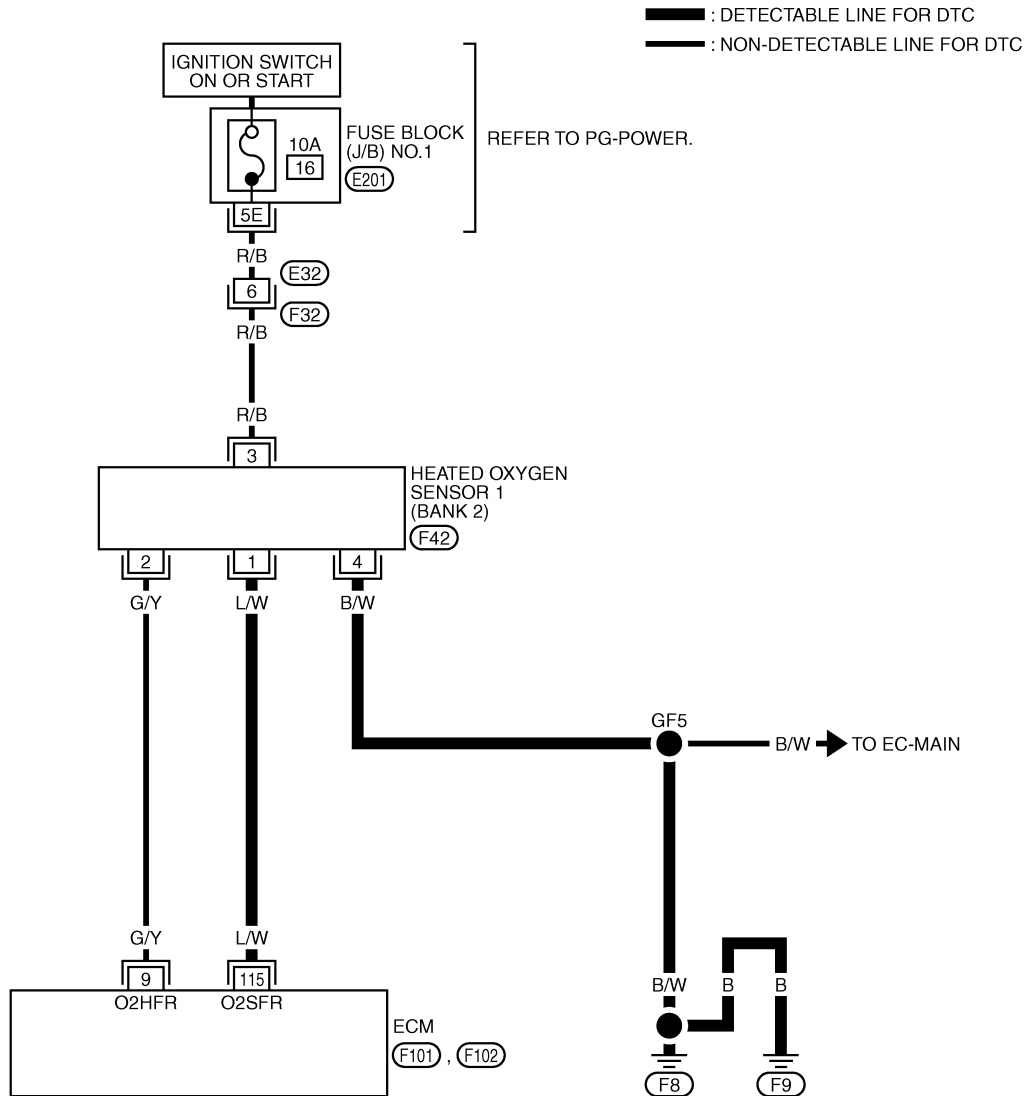 : DETECTABLE LINE FOR DTC
: NON-DETECTABLE LINE FOR DTC
IGNITION SWITCH
ON OR START
FUSE BLOCK
(J/B) NO.1
10A
16
E201
REFER TO PG-POWER.
5E
R/B
E32
6
F32
R/B
R/B
3
HEATED OXYGEN
SENSOR 1
(BANK 2)
F42
2
1
4
G/Y
L/W
B/W
GF5
B/W
TO EC-MAIN
G/Y
L/W
9
115
O2HFR
O2SFR
ECM
F101 , F102
B/W
B
B
F8
F9